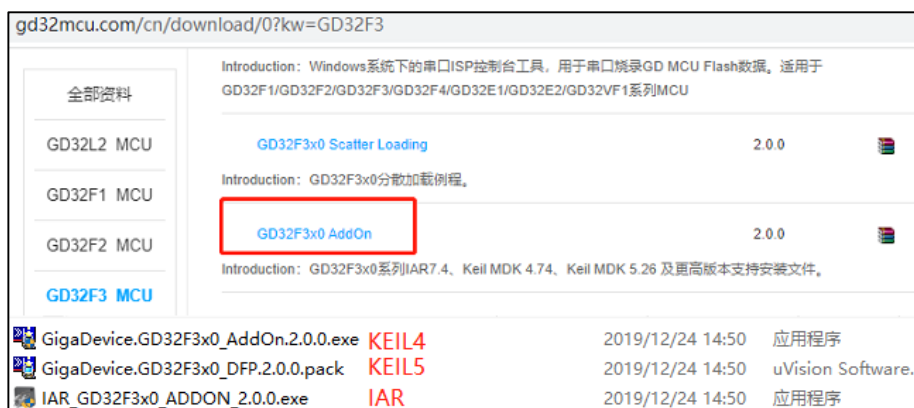 gd32mcu.com/cn/download/0?kw=GD32F3
Introduction：Windows系统下的串口ISP控制台工具，用于串口烧录GD MCU Flash数据。适用于
GD32F1/GD32F2/GD32F3/GD32F4/GD32E1/GD32E2/GD32VF1系列MCU
全部资料
GD32L2 MCU
GD32F3x0 Scatter Loading 2.0.0
Introduction：GD32F3x0分散加载例程。
GD32F1 MCU
GD32F3x0 AddOn 2.0.0
GD32F2 MCU
Introduction：GD32F3x0系列IAR7.4、Keil MDK 4.74、Keil MDK 5.26 及更高版本支持安装文件。
GD32F3 MCU
GigaDevice.GD32F3x0_AddOn.2.0.0.exe KEIL4 2019/12/24 14:50 应用程序
GigaDevice.GD32F3x0_DFP.2.0.0.pack KEIL5 2019/12/24 14:50 uVision Software.
IAR_GD32F3x0_ADDON_2.0.0.exe IAR 2019/12/24 14:50 应用程序